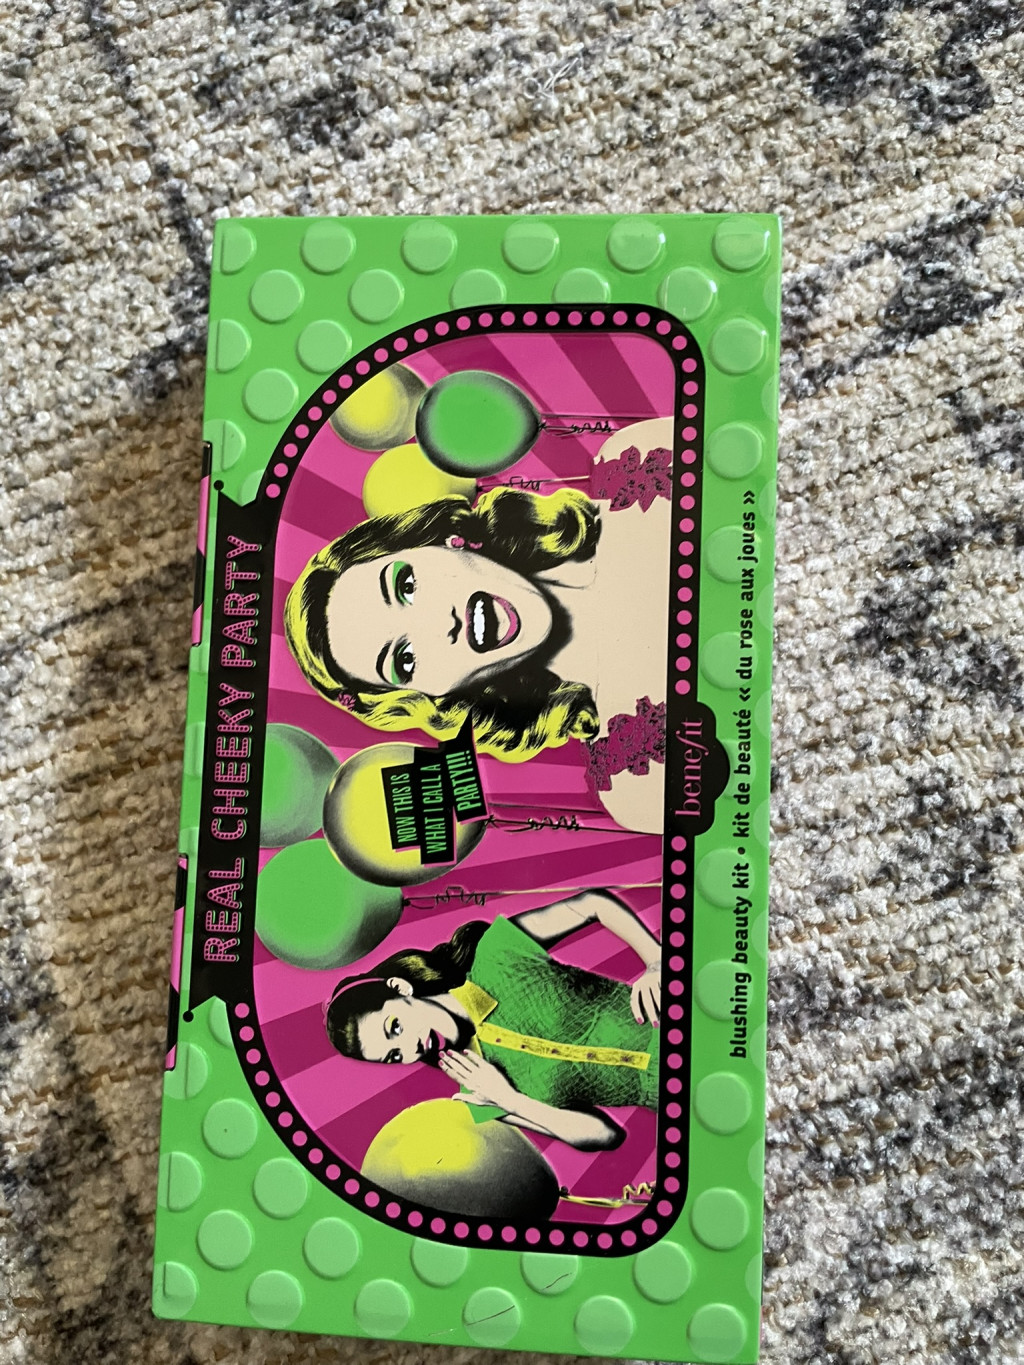 REAL CHEEKY PARTY
NOW THIS IS
WHAT I CALL A
PARTY!!!
benefit
blushing beauty kit • kit de beauté « du rose aux joues »